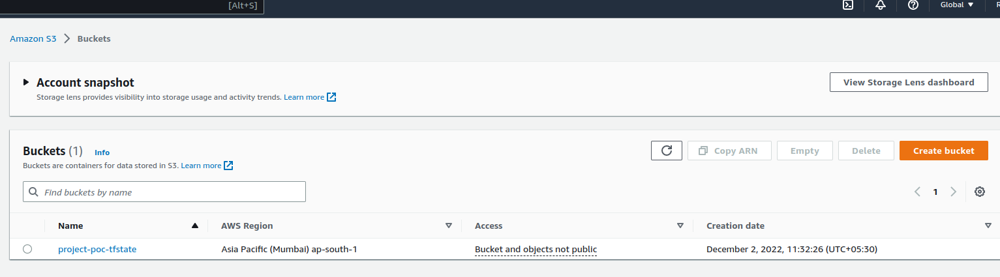 [Alt+S]
Global
R
Amazon S3 Buckets
Account snapshot
View Storage Lens dashboard
Storage lens provides visibility into storage usage and activity trends. Learn more
Buckets (1) Info
Copy ARN Empty Delete Create bucket
Buckets are containers for data stored in S3. Learn more
Find buckets by name
1
Name AWS Region Access Creation date
project-poc-tfstate Asia Pacific (Mumbai) ap-south-1 Bucket and objects not public December 2, 2022, 11:32:26 (UTC+05:30)